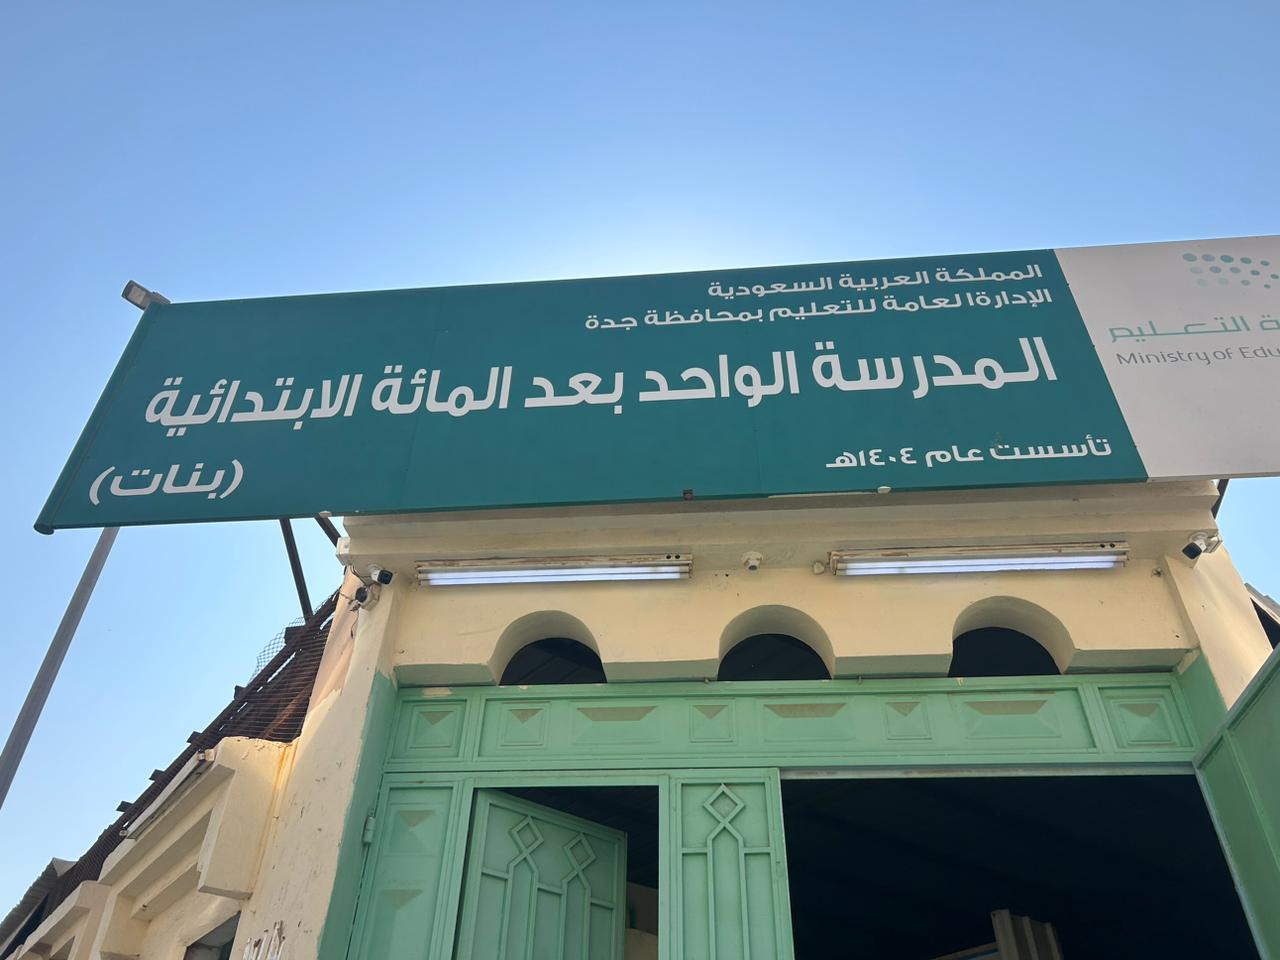 المملكة العربية السعودية
الإدارة العامة للتعليم بمحافظة جدة
المدرسة الواحد بعد المائة الابتدائية
تأسست عام ١٤٠٤هـ
(بنات)
التعليم
Ministry of